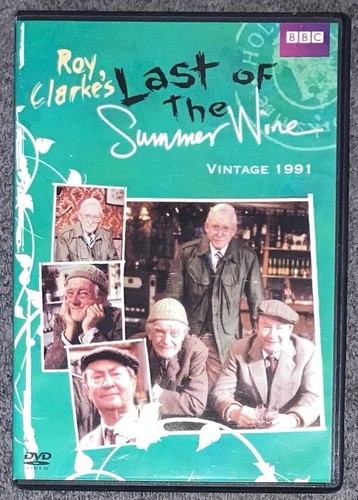 BBC
Roy
Clarke's
Last of
The
Summer Wine
VINTAGE 1991
DVD
VIDEO